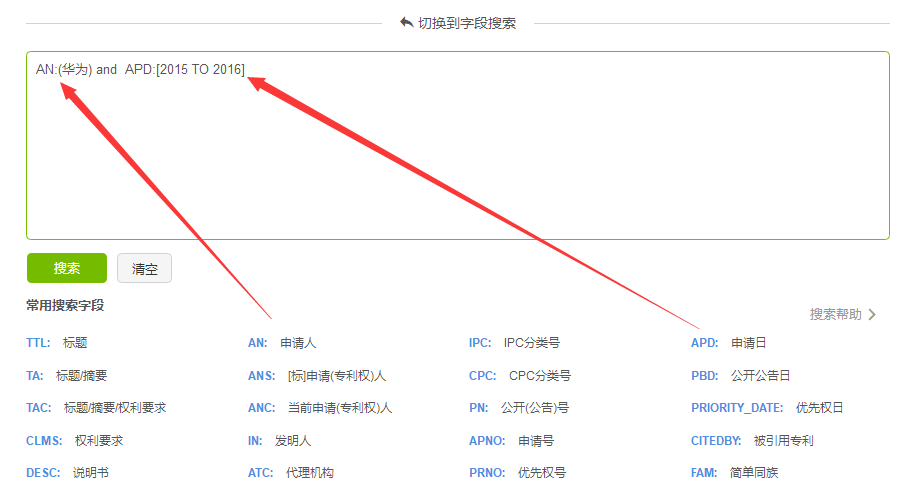 切换到字段搜索
AN:(华为) and  APD:[2015 TO 2016]
搜索 清空
常用搜索字段
搜索帮助
TTL: 标题 AN: 申请人 IPC: IPC分类号 APD: 申请日
TA: 标题/摘要 ANS: [标]申请(专利权)人 CPC: CPC分类号 PBD: 公开公告日
TAC: 标题/摘要/权利要求 ANC: 当前申请(专利权)人 PN: 公开(公告)号 PRIORITY_DATE: 优先权日
CLMS: 权利要求 IN: 发明人 APNO: 申请号 CITEDBY: 被引用专利
DESC: 说明书 ATC: 代理机构 PRNO: 优先权号 FAM: 简单同族